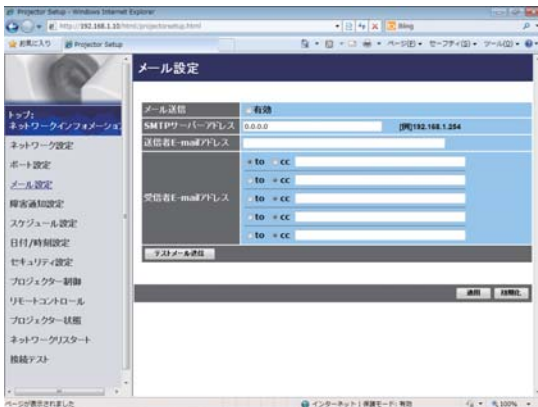 Projector Setup - Windows Internet Explorer
http://192.168.1.10/html/projectorsetup.html
Bing
お気に入り
Projector Setup
ページ(P)
セーフティ(S)
ツール(O)
メール設定
トップ:
ネットワークインフォメーション
ネットワーク設定
ポート設定
メール設定
障害通知設定
スケジュール設定
日付/時刻設定
セキュリティ設定
プロジェクター制御
リモートコントロール
プロジェクター状態
ネットワークリスタート
接続テスト
メール送信
有効
SMTPサーバーアドレス
0.0.0.0
[例]192.168.1.254
送信者E-mailアドレス
受信者E-mailアドレス
to cc
to cc
to cc
to cc
to cc
テストメール送信
適用
初期化
ページが表示されました
インターネット | 保護モード: 有効
100%